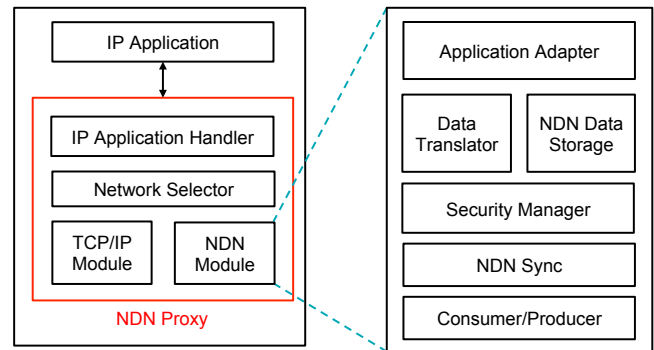 IP Application
IP Application Handler
Network Selector
TCP/IP
Module
NDN
Module
NDN Proxy
Application Adapter
Data
Translator
NDN Data
Storage
Security Manager
NDN Sync
Consumer/Producer